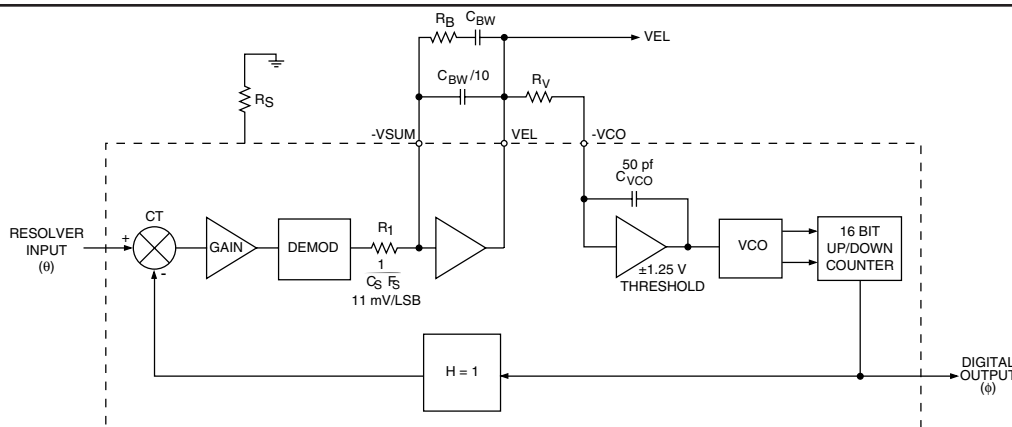 R_B
C_BW
VEL
C_BW/10
R_V
R_S
-VSUM
VEL
-VCO
50 pf
C_VCO
CT
RESOLVER
INPUT
(θ)
+
-
GAIN
DEMOD
R_1
1
C_S F_S
11 mV/LSB
±1.25 V
THRESHOLD
VCO
16 BIT
UP/DOWN
COUNTER
H = 1
DIGITAL
OUTPUT
(ϕ)